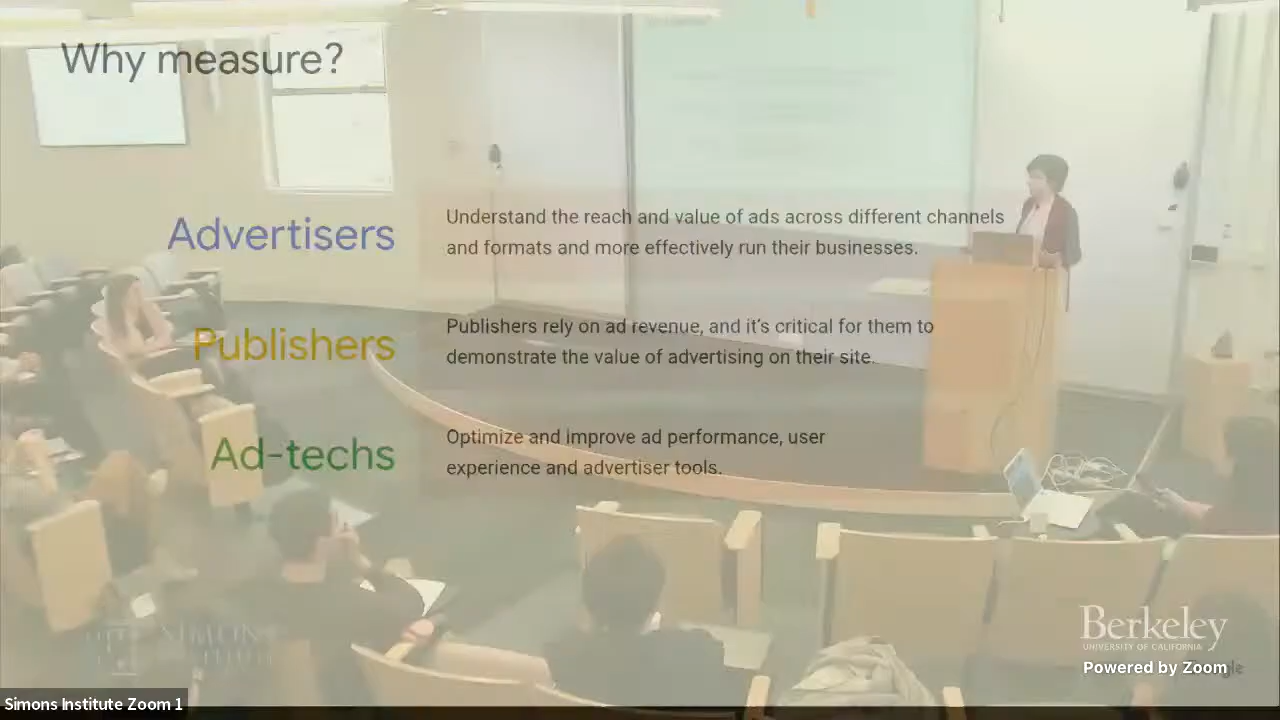 Why measure?
Advertisers
Understand the reach and value of ads across different channels
and formats and more effectively run their businesses.
Publishers
Publishers rely on ad revenue, and it's critical for them to
demonstrate the value of advertising on their site.
Ad-techs
Optimize and improve ad performance, user
experience and advertiser tools.
SIMONS
INSTITUTE
Berkeley
UNIVERSITY OF CALIFORNIA
Powered by Zoom
Simons Institute Zoom 1